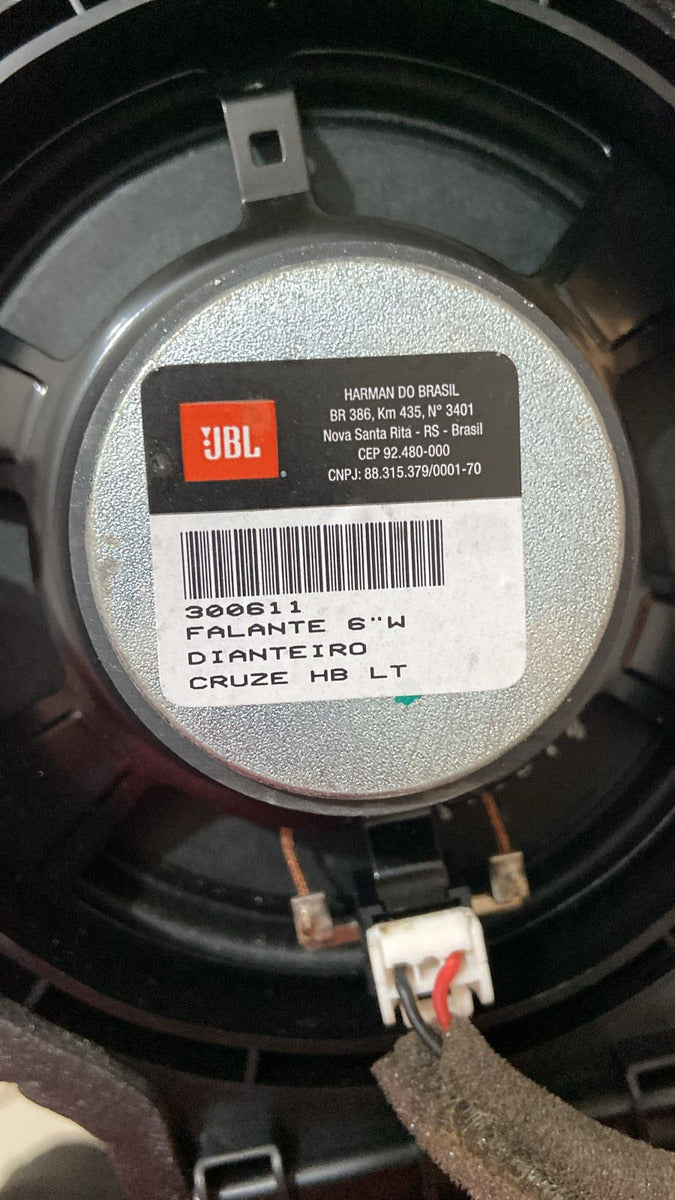 JBL
HARMAN DO BRASIL
BR 386, Km 435, N° 3401
Nova Santa Rita - RS - Brasil
CEP 92.480-000
CNPJ: 88.315.379/0001-70
300611
FALANTE 6"W
DIANTEIRO
CRUZE HB LT